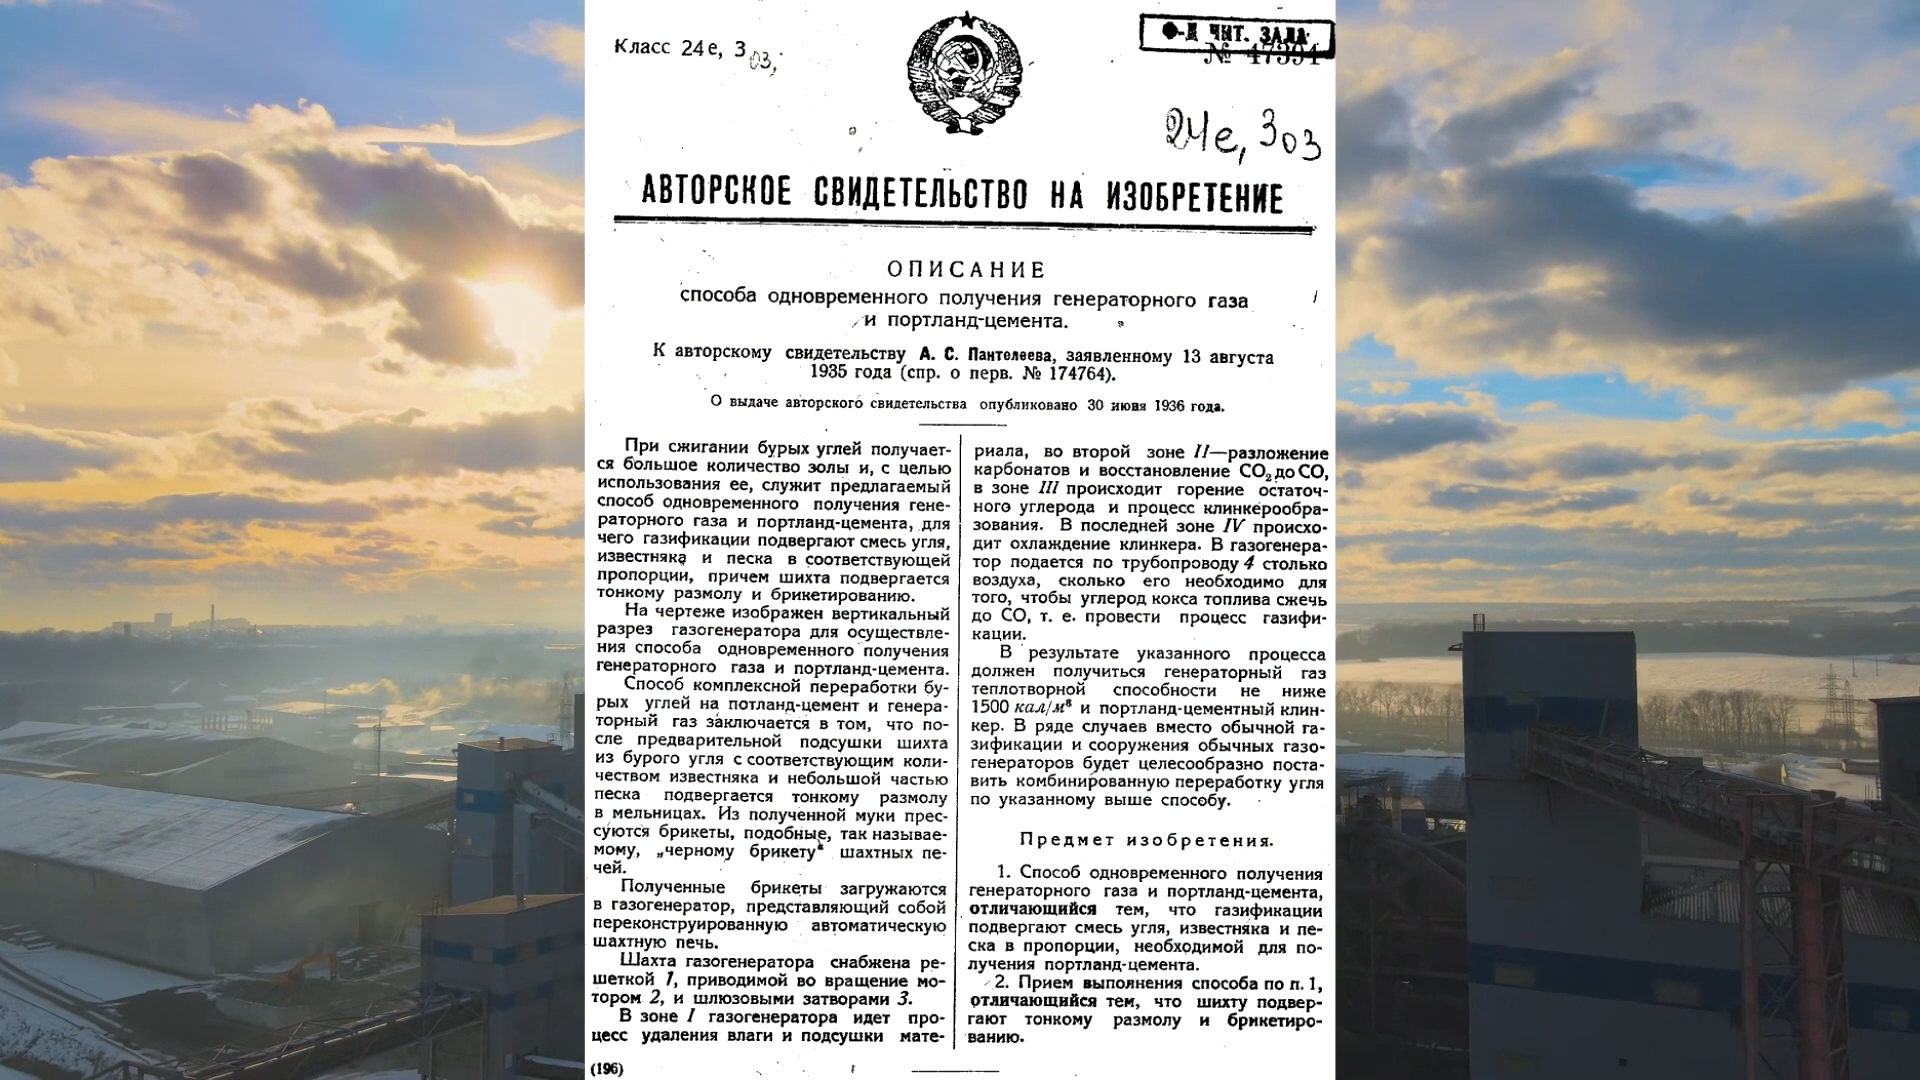 Класс 24 е, 3 03,
Ф-Д ЧИТ. ЗАЛА
№ 47394
24е, 3 03
АВТОРСКОЕ СВИДЕТЕЛЬСТВО НА ИЗОБРЕТЕНИЕ
ОПИСАНИЕ
способа одновременного получения генераторного газа
и портланд-цемента.
К авторскому свидетельству А. С. Пантелеева, заявленному 13 августа
1935 года (спр. о перв. № 174764).
О выдаче авторского свидетельства опубликовано 30 июня 1936 года.
При сжигании бурых углей получает-
ся большое количество золы и, с целью
использования ее, служит предлагаемый
способ одновременного получения гене-
раторного газа и портланд-цемента, для
чего газификации подвергают смесь угля,
известняка и песка в соответствующей
пропорции, причем шихта подвергается
тонкому размолу и брикетированию.
На чертеже изображен вертикальный
разрез газогенератора для осуществле-
ния способа одновременного получения
генераторного газа и портланд-цемента.
Способ комплексной переработки бу-
рых углей на потланд-цемент и генера-
торный газ заключается в том, что по-
сле предварительной подсушки шихта
из бурого угля с соответствующим коли-
чеством известняка и небольшой частью
песка подвергается тонкому размолу
в мельницах. Из полученной муки прес-
суются брикеты, подобные, так называе-
мому, „черному брикету“ шахтных пе-
чей.
Полученные брикеты загружаются
в газогенератор, представляющий собой
переконструированную автоматическую
шахтную печь.
Шахта газогенератора снабжена ре-
шеткой 1, приводимой во вращение мо-
тором 2, и шлюзовыми затворами 3.
В зоне I газогенератора идет про-
цесс удаления влаги и подсушки мате-
(196)
риала, во второй зоне II—разложение
карбонатов и восстановление CO₂ до CO,
в зоне III происходит горение остаточ-
ного углерода и процесс клинкерообра-
зования. В последней зоне IV происхо-
дит охлаждение клинкера. В газогенера-
тор подается по трубопроводу 4 столько
воздуха, сколько его необходимо для
того, чтобы углерод кокса топлива сжечь
до CO, т. е. провести процесс газифи-
кации.
В результате указанного процесса
должен получиться генераторный газ
теплотворной способности не ниже
1500 кал/м³ и портланд-цементный клин-
кер. В ряде случаев вместо обычной га-
зификации и сооружения обычных газо-
генераторов будет целесообразно поста-
вить комбинированную переработку угля
по указанному выше способу.
Предмет изобретения.
1. Способ одновременного получения
генераторного газа и портланд-цемента,
отличающийся тем, что газификации
подвергают смесь угля, известняка и пе-
ска в пропорции, необходимой для по-
лучения портланд-цемента.
2. Прием выполнения способа по п. 1,
отличающийся тем, что шихту подвер-
гают тонкому размолу и брикетиро-
ванию.